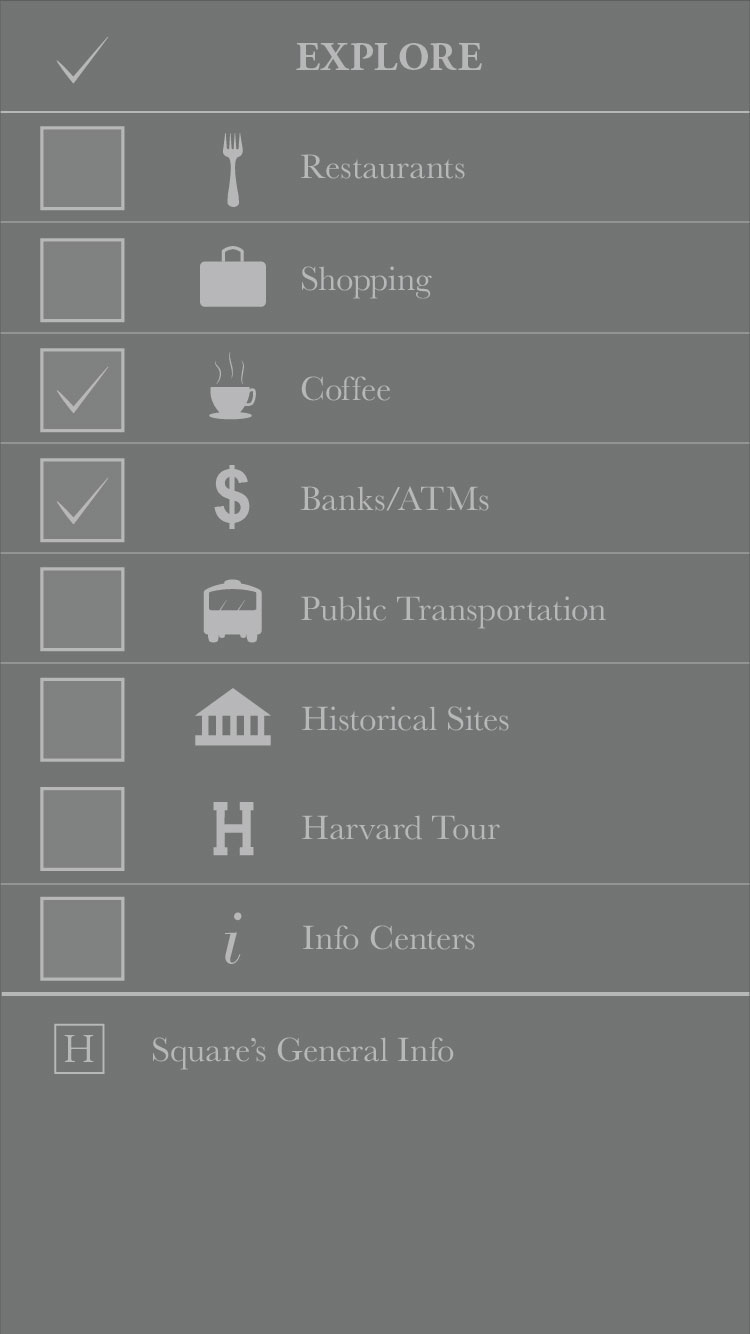 EXPLORE
Restaurants
Shopping
Coffee
$ Banks/ATMs
Public Transportation
Historical Sites
H Harvard Tour
i Info Centers
H Square’s General Info